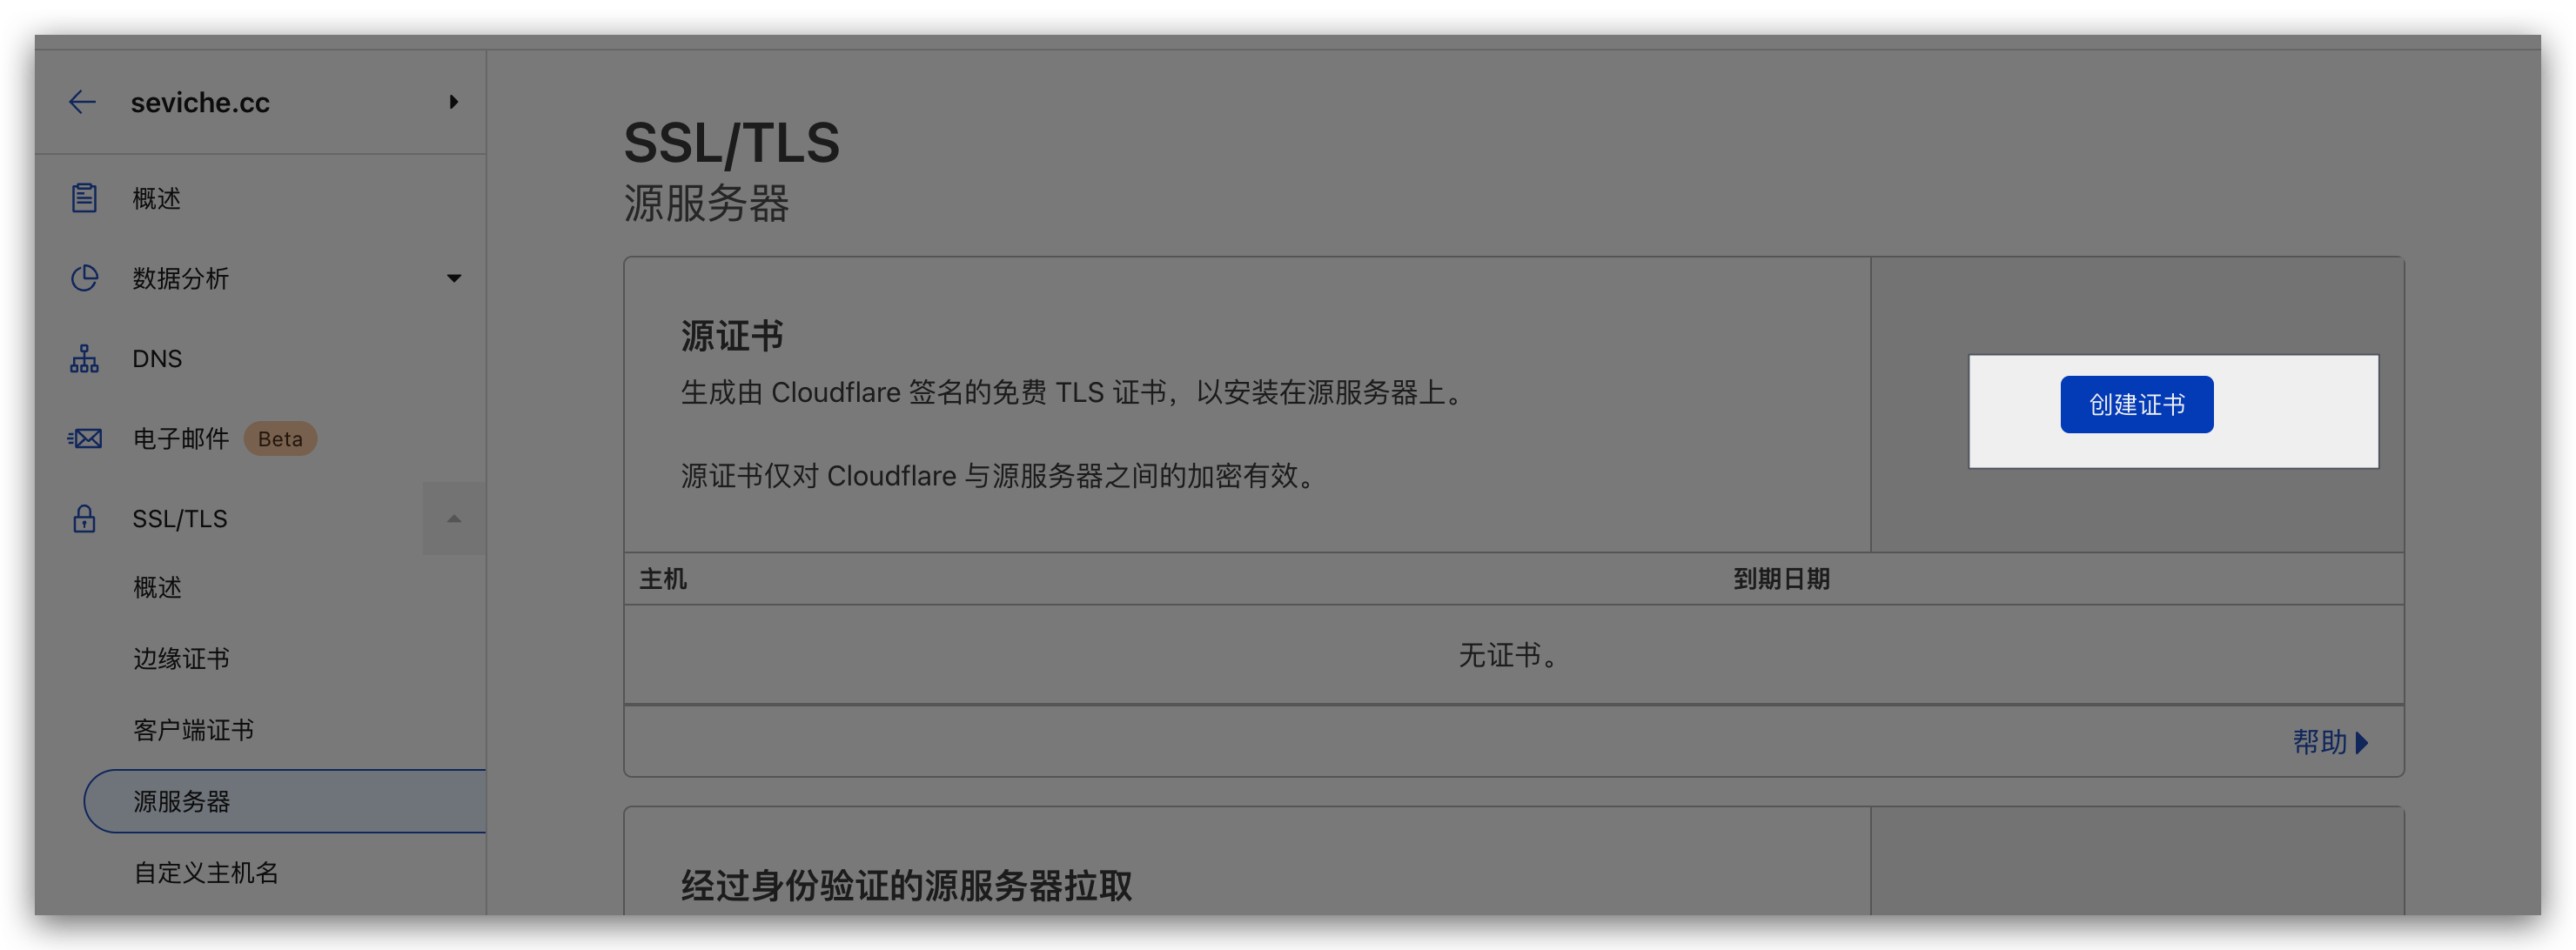 seviche.cc
概述
数据分析
DNS
电子邮件 Beta
SSL/TLS
概述
边缘证书
客户端证书
源服务器
自定义主机名
SSL/TLS
源服务器
源证书
生成由 Cloudflare 签名的免费 TLS 证书，以安装在源服务器上。
源证书仅对 Cloudflare 与源服务器之间的加密有效。
创建证书
主机 到期日期
无证书。
帮助
经过身份验证的源服务器拉取